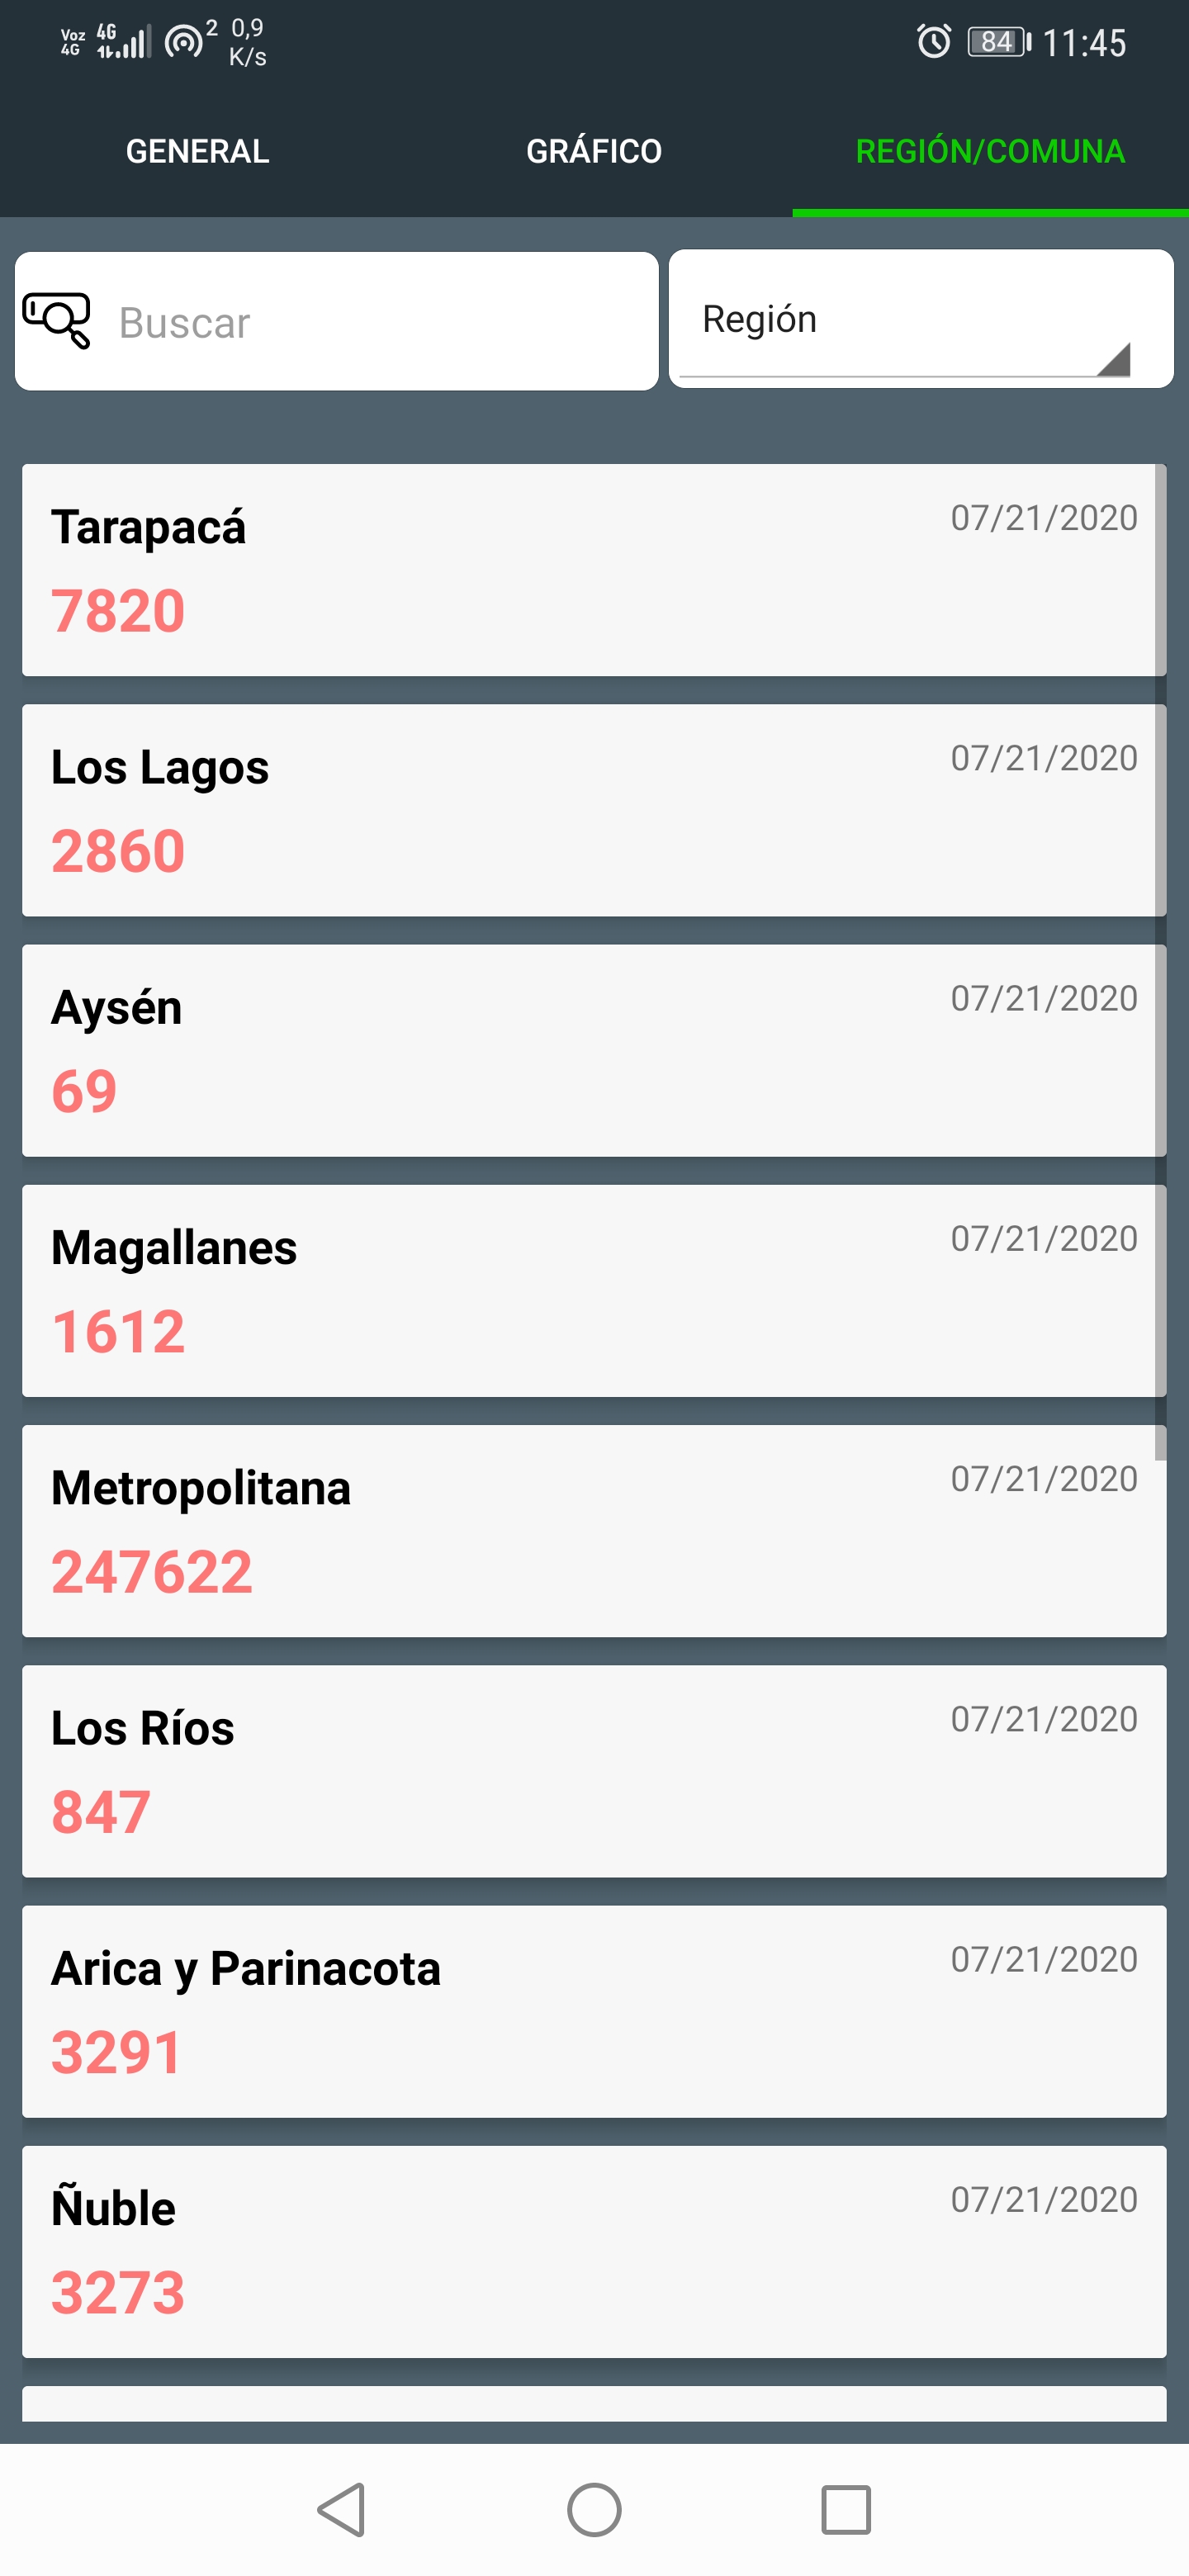 Voz 4G 4G 2 0,9 K/s 84 11:45
GENERAL GRÁFICO REGIÓN/COMUNA
Buscar Región
Tarapacá 07/21/2020
7820
Los Lagos 07/21/2020
2860
Aysén 07/21/2020
69
Magallanes 07/21/2020
1612
Metropolitana 07/21/2020
247622
Los Ríos 07/21/2020
847
Arica y Parinacota 07/21/2020
3291
Ñuble 07/21/2020
3273